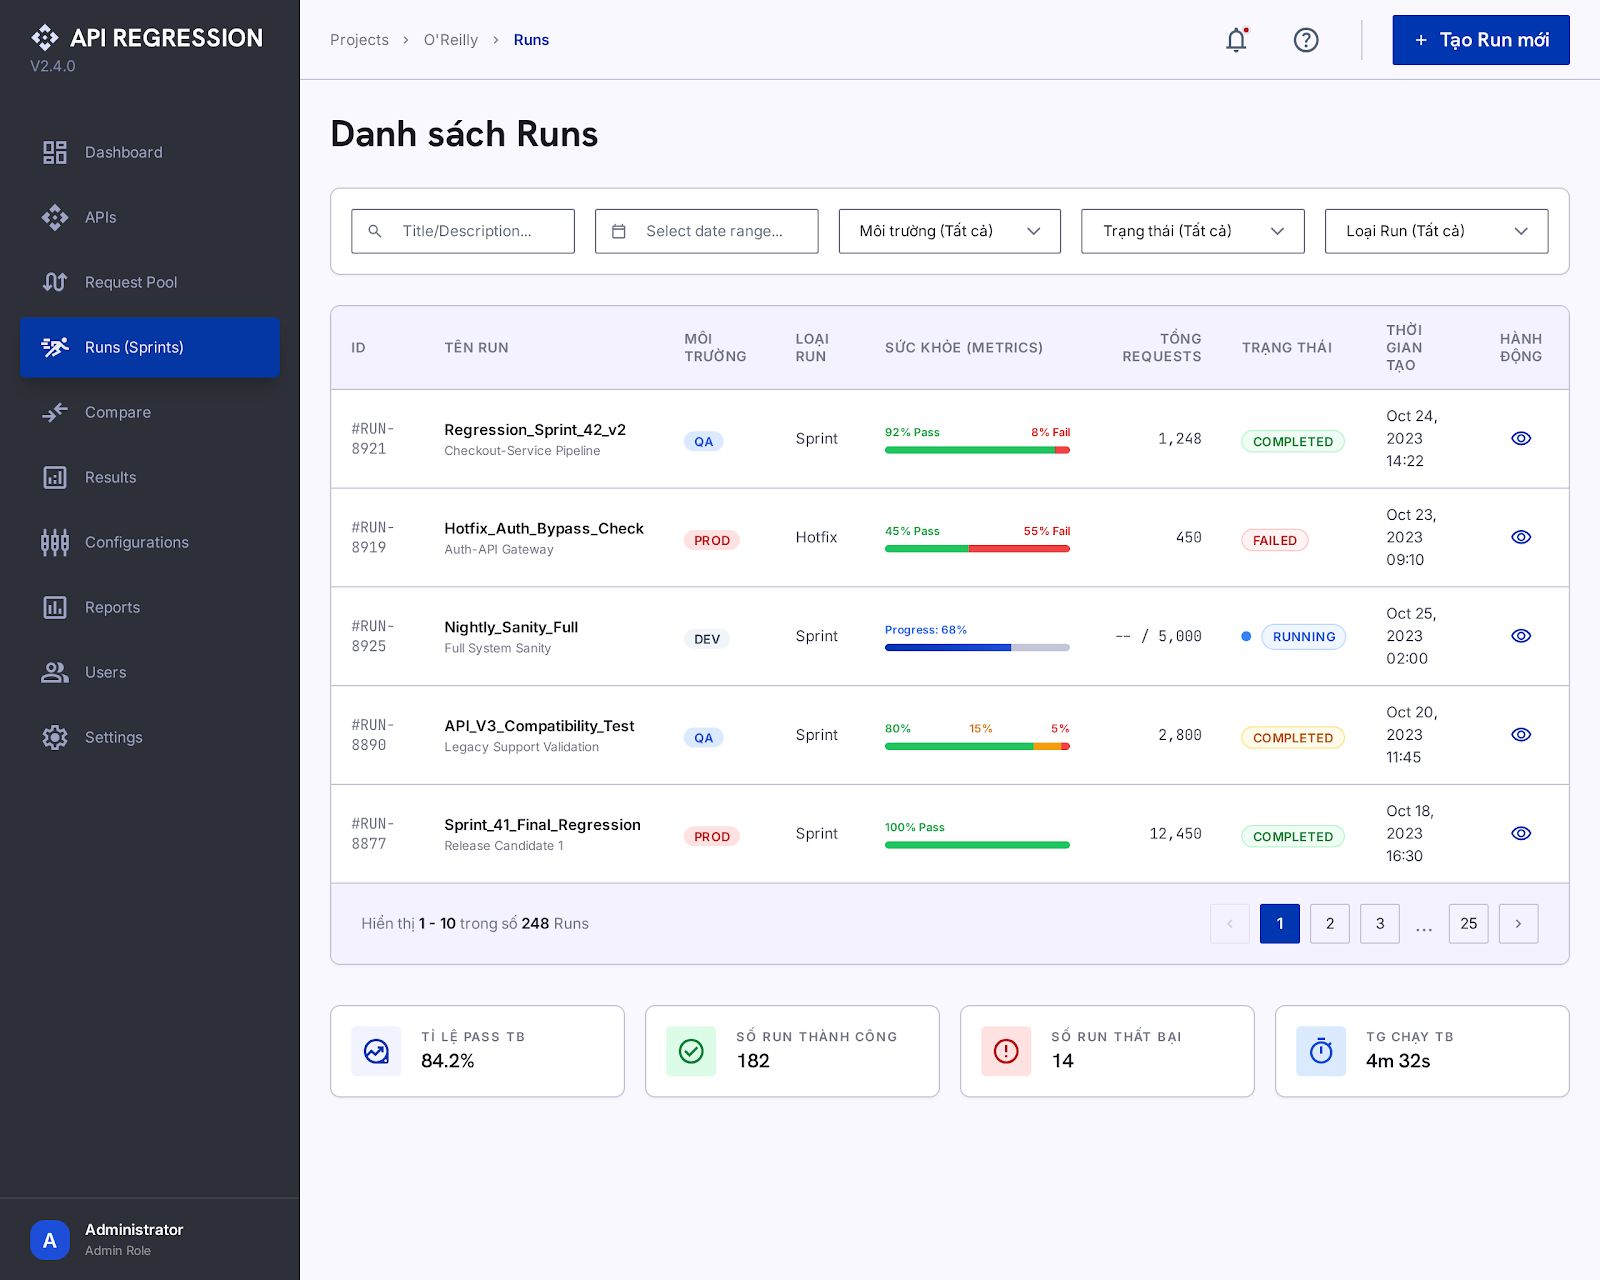 API REGRESSION
V2.4.0
Dashboard
APIs
Request Pool
Runs (Sprints)
Compare
Results
Configurations
Reports
Users
Settings
A
Administrator
Admin Role
Projects > O'Reilly > Runs
+ Tạo Run mới
Danh sách Runs
Title/Description...
Select date range...
Môi trường (Tất cả)
Trạng thái (Tất cả)
Loại Run (Tất cả)
ID
TÊN RUN
MÔI
TRƯỜNG
LOẠI
RUN
SỨC KHỎE (METRICS)
TỔNG
REQUESTS
TRẠNG THÁI
THỜI
GIAN
TẠO
HÀNH
ĐỘNG
#RUN-
8921
Regression_Sprint_42_v2
Checkout-Service Pipeline
QA
Sprint
92% Pass
8% Fail
1,248
COMPLETED
Oct 24,
2023
14:22
#RUN-
8919
Hotfix_Auth_Bypass_Check
Auth-API Gateway
PROD
Hotfix
45% Pass
55% Fail
450
FAILED
Oct 23,
2023
09:10
#RUN-
8925
Nightly_Sanity_Full
Full System Sanity
DEV
Sprint
Progress: 68%
-- / 5,000
RUNNING
Oct 25,
2023
02:00
#RUN-
8890
API_V3_Compatibility_Test
Legacy Support Validation
QA
Sprint
80%
15%
5%
2,800
COMPLETED
Oct 20,
2023
11:45
#RUN-
8877
Sprint_41_Final_Regression
Release Candidate 1
PROD
Sprint
100% Pass
12,450
COMPLETED
Oct 18,
2023
16:30
Hiển thị 1 - 10 trong số 248 Runs
‹ 1 2 3 ... 25 ›
TỈ LỆ PASS TB
84.2%
SỐ RUN THÀNH CÔNG
182
SỐ RUN THẤT BẠI
14
TG CHẠY TB
4m 32s